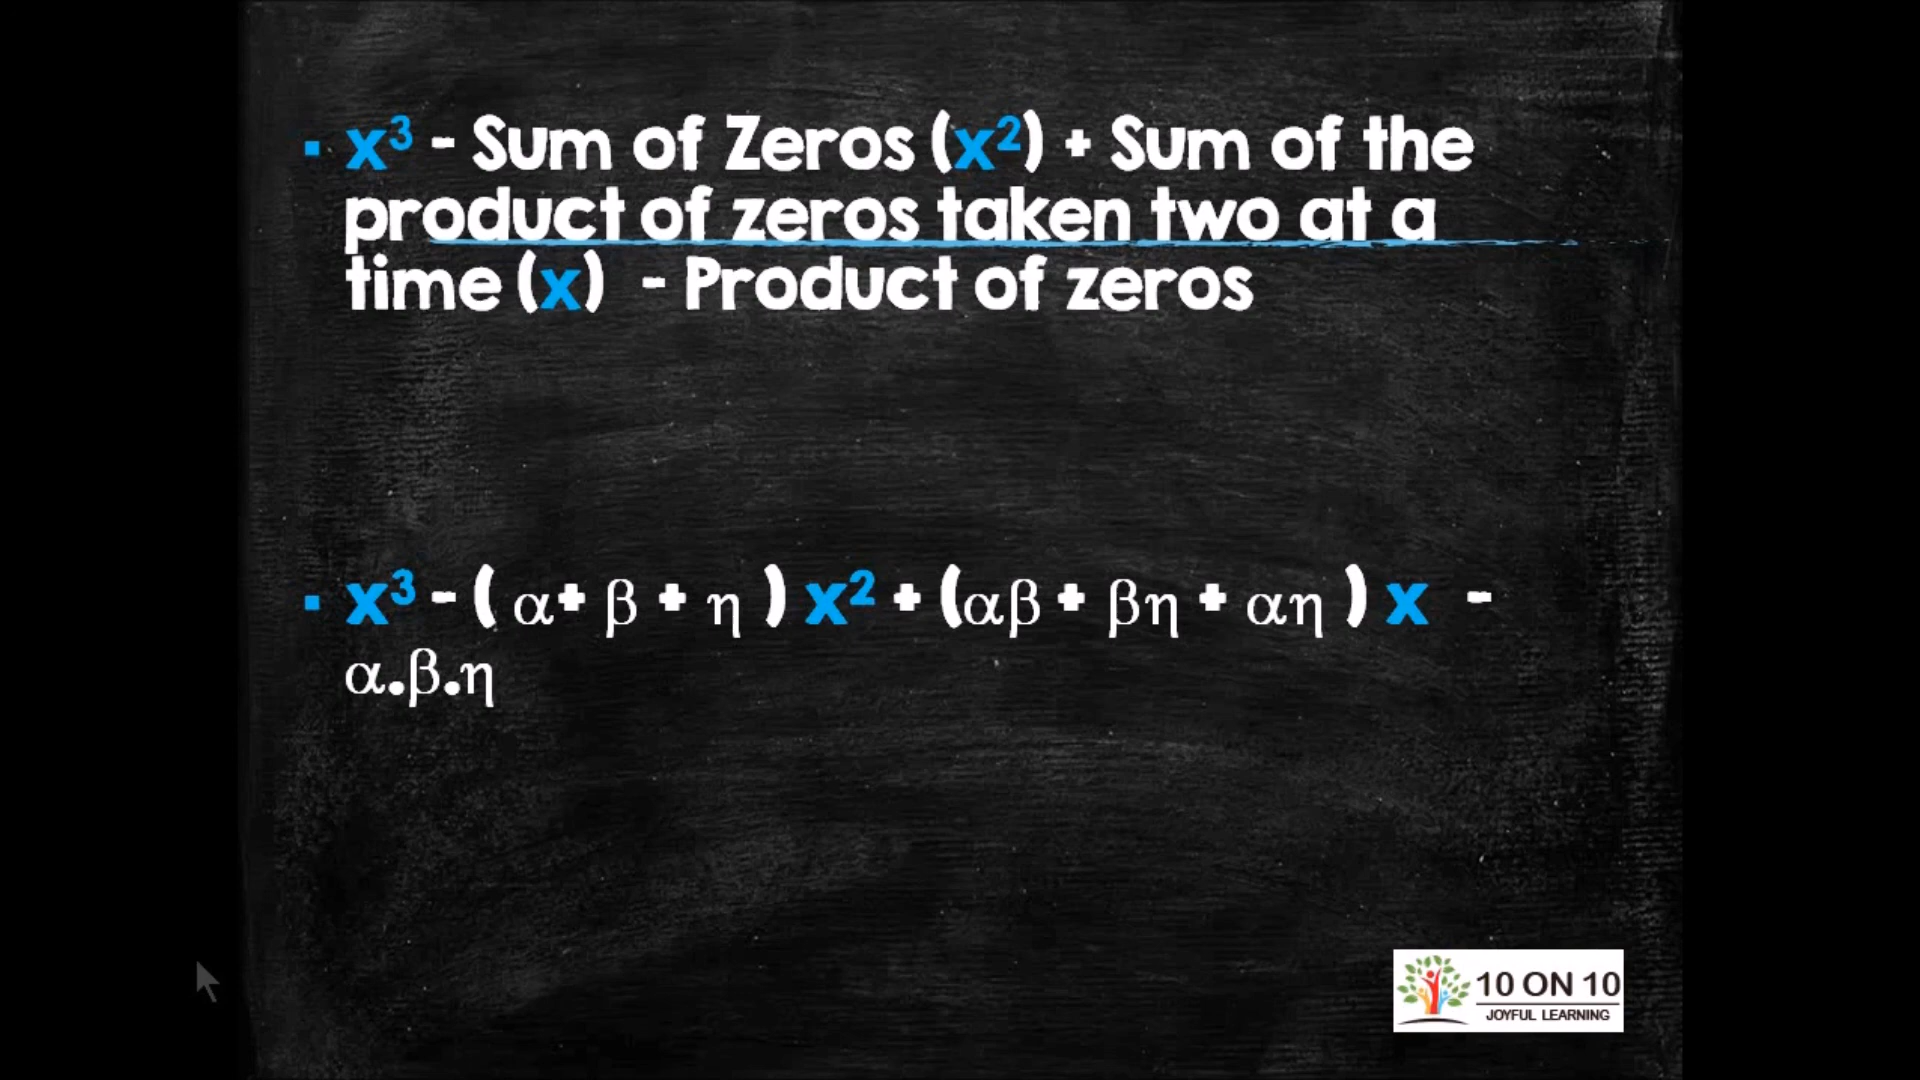 ▪ x³ - Sum of Zeros (x²) + Sum of the
product of zeros taken two at a
time (x) - Product of zeros
▪ x³ - ( α+ β + η ) x² + (αβ + βη + αη ) x -
α.β.η
10 ON 10
JOYFUL LEARNING